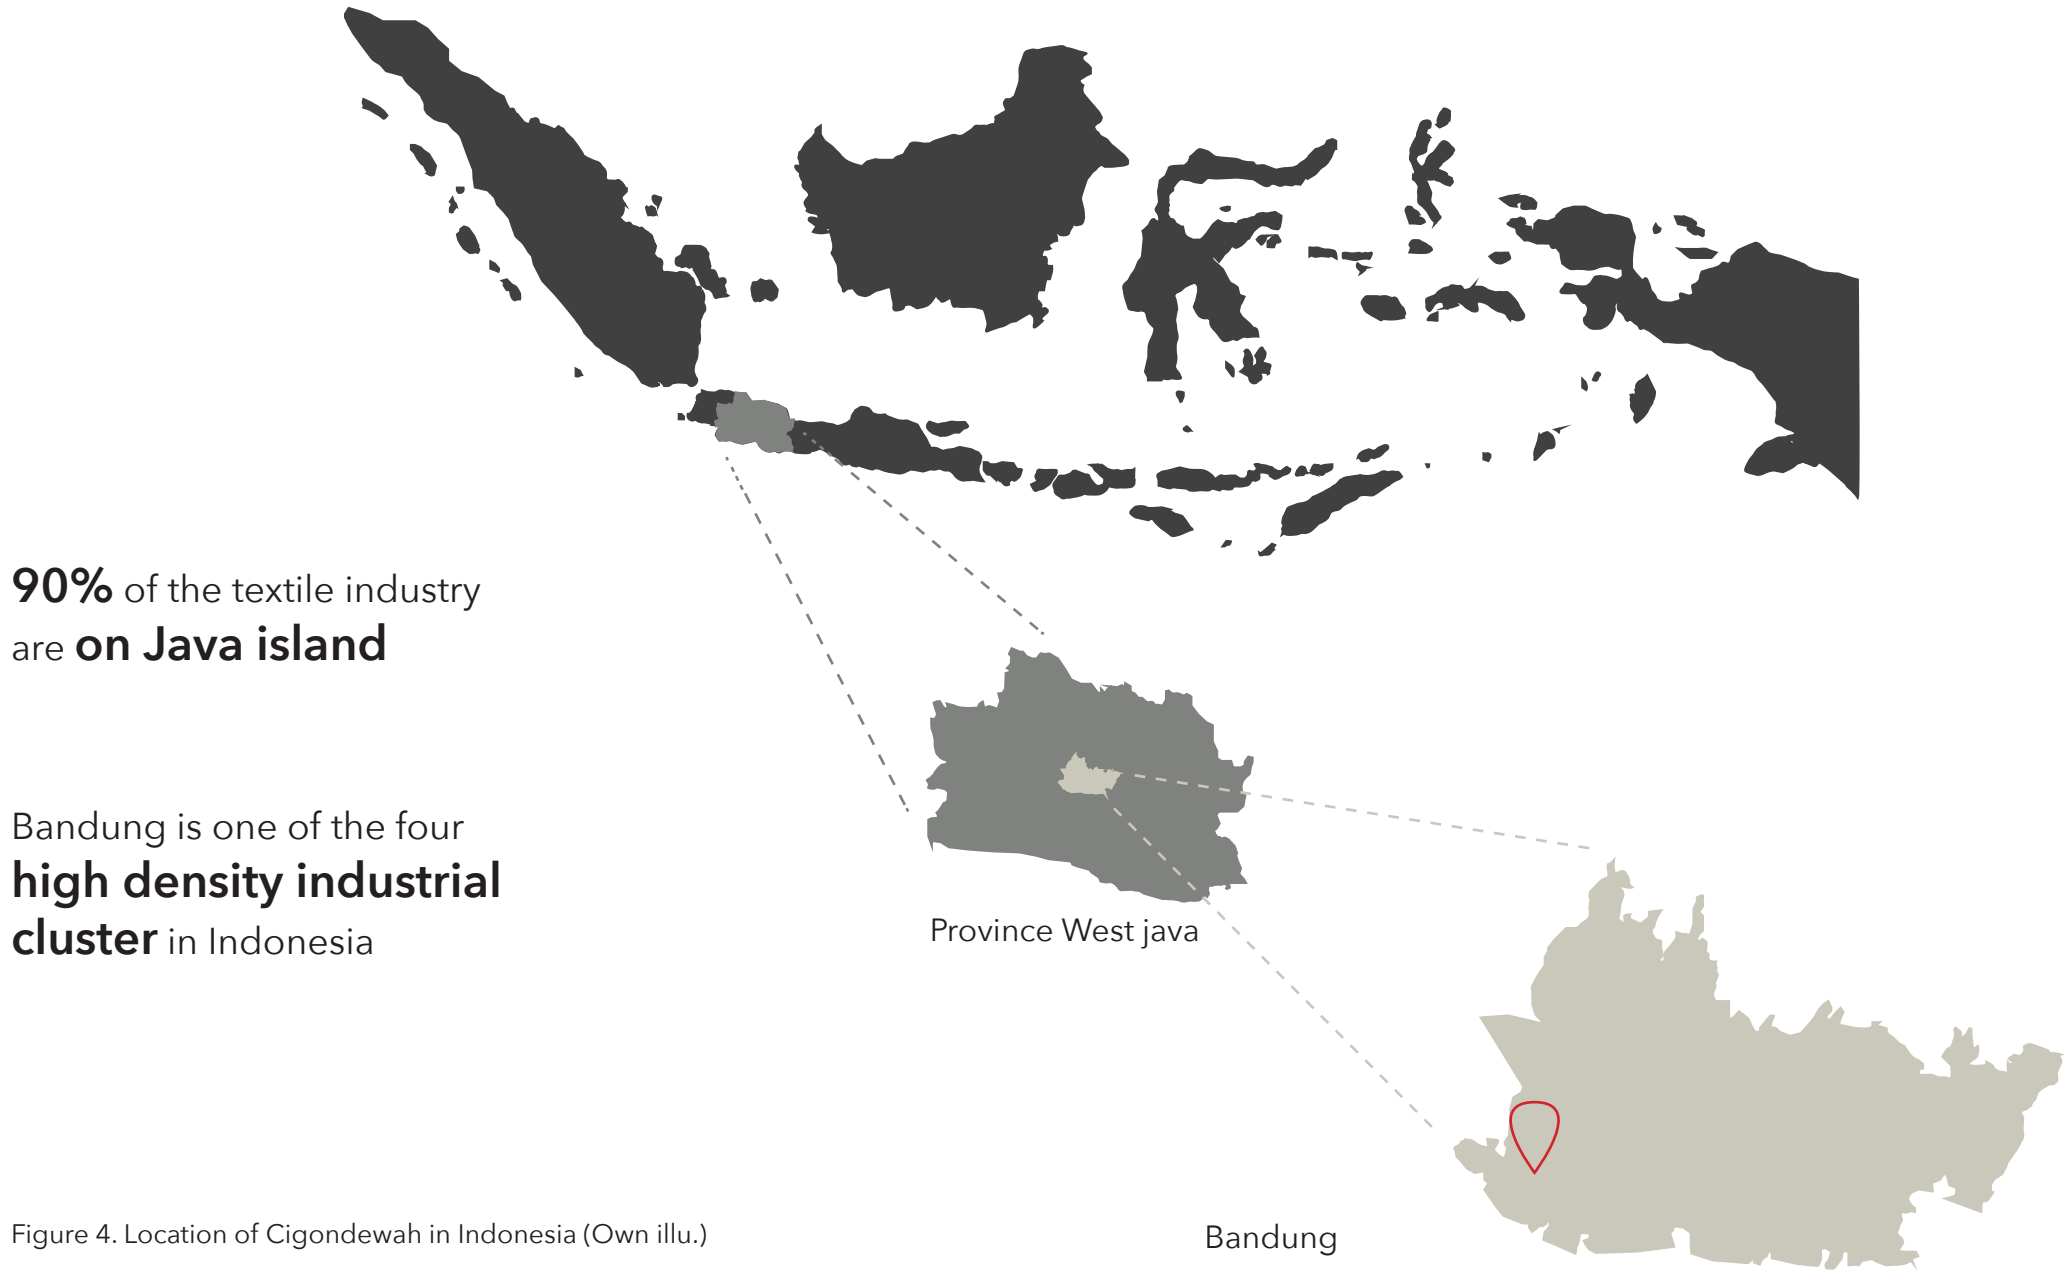 90% of the textile industry
are on Java island
Bandung is one of the four
high density industrial
cluster in Indonesia
Province West java
Bandung
Figure 4. Location of Cigondewah in Indonesia (Own illu.)